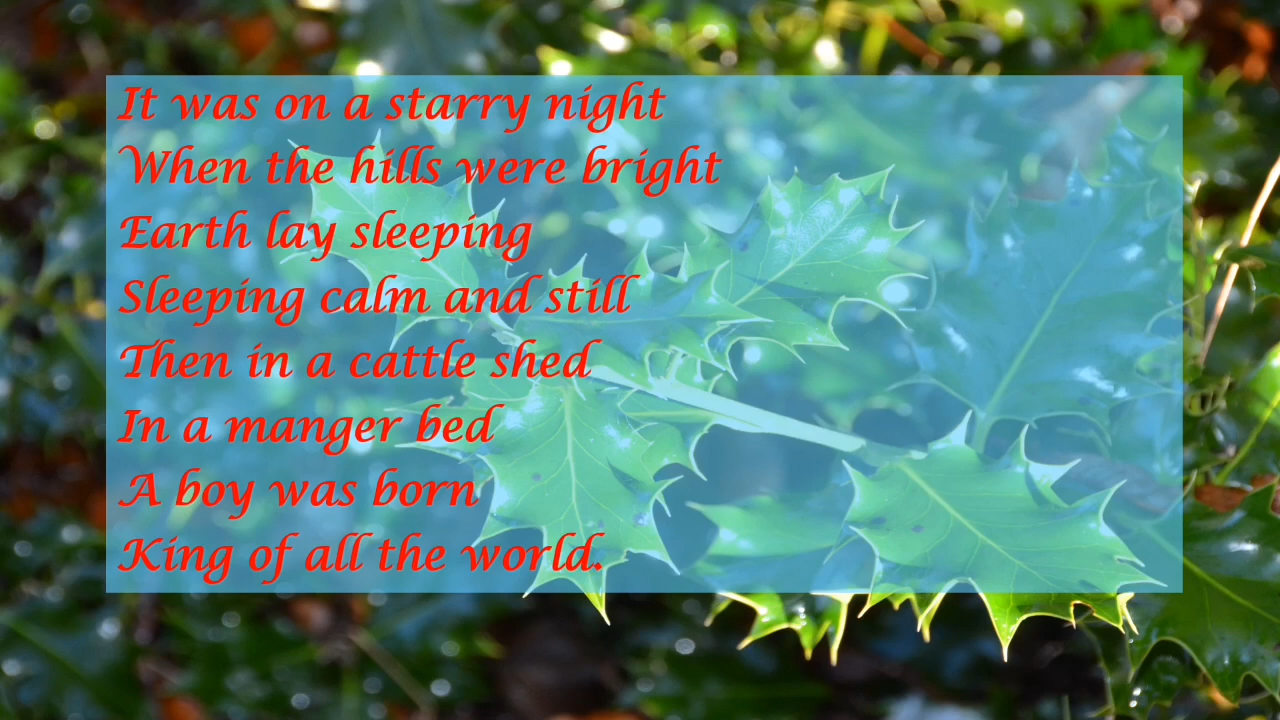 It was on a starry night
When the hills were bright
Earth lay sleeping
Sleeping calm and still
Then in a cattle shed
In a manger bed
A boy was born
King of all the world.